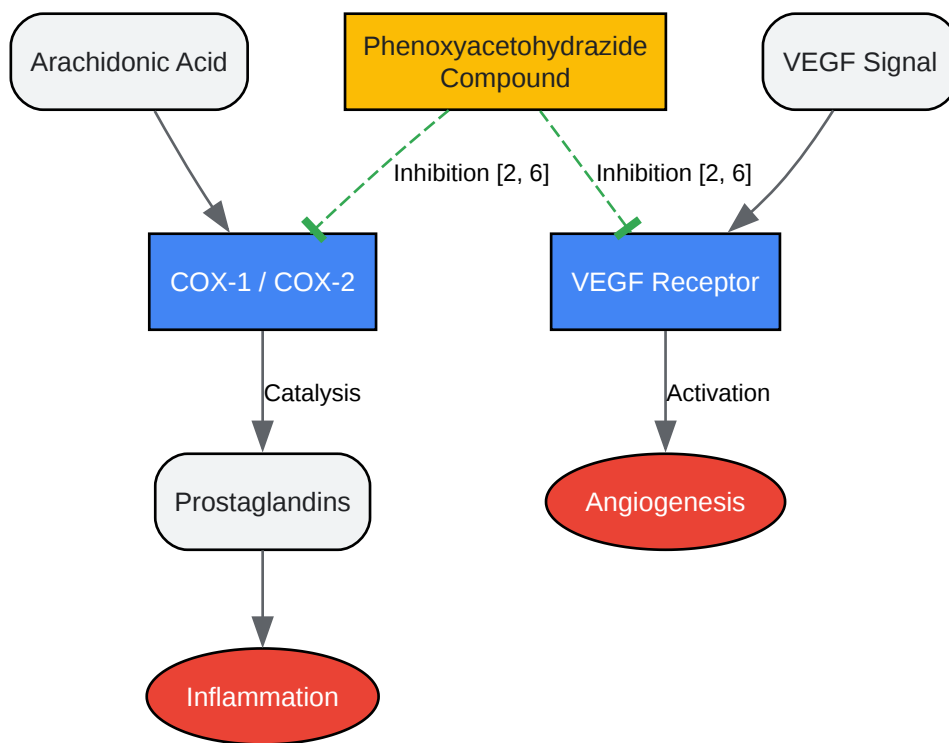 Arachidonic Acid
Phenoxyacetohydrazide
Compound
VEGF Signal
Inhibition [2, 6]
Inhibition [2, 6]
COX-1 / COX-2
VEGF Receptor
Catalysis
Activation
Prostaglandins
Angiogenesis
Inflammation